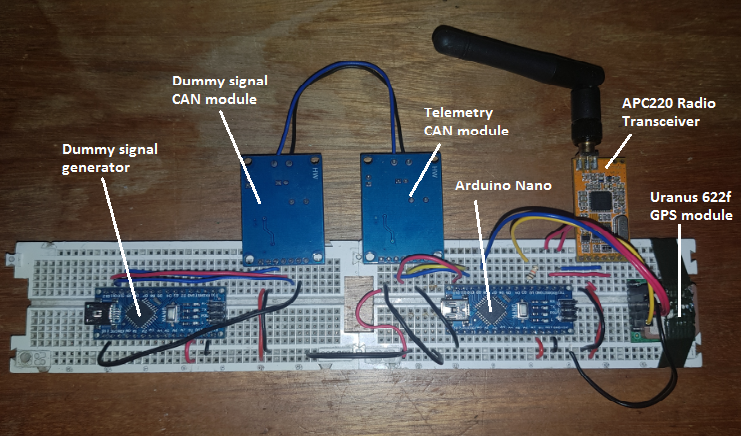 Dummy signal
CAN module
Telemetry
CAN module
APC220 Radio
Transceiver
Dummy signal
generator
Arduino Nano
Uranus 622f
GPS module